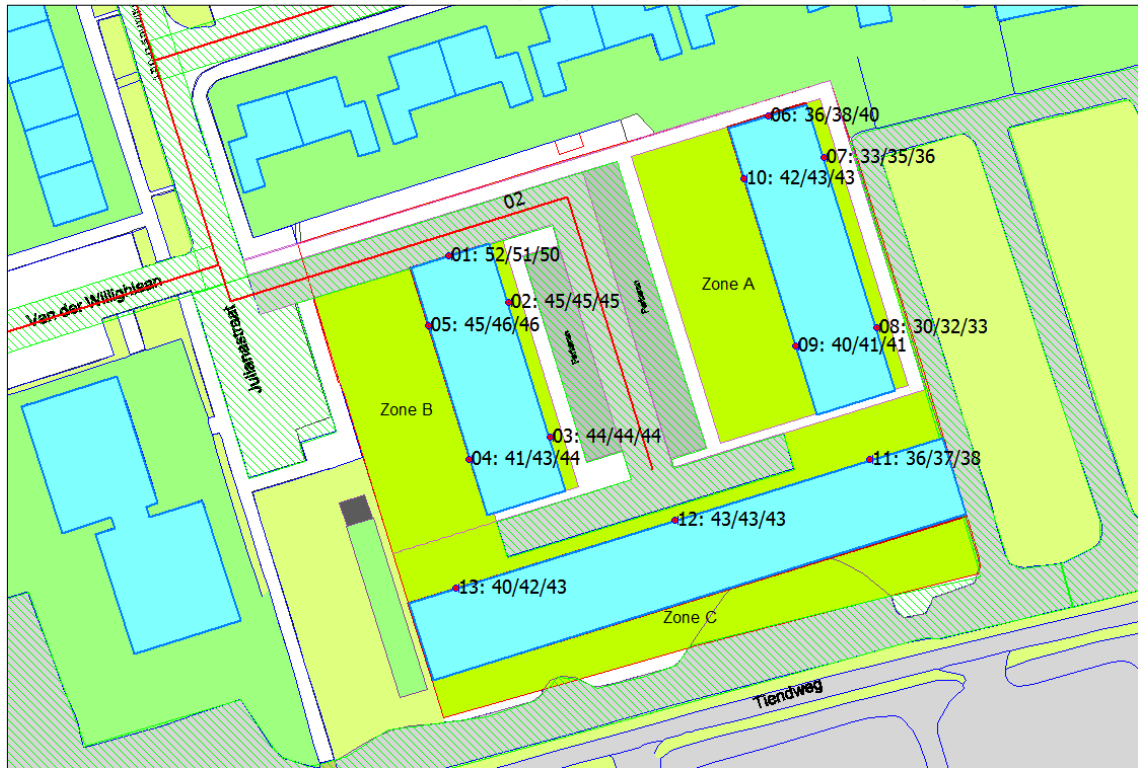 06: 36/38/40
07: 33/35/36
10: 42/43/43
02
01: 52/51/50
Zone A
Parkeren
Van der Willighlaan
02: 45/45/45
05: 45/46/46
08: 30/32/33
Parkeren
Julianastraat
09: 40/41/41
Zone B
03: 44/44/44
04: 41/43/44
11: 36/37/38
12: 43/43/43
13: 40/42/43
Zone C
Tiendweg